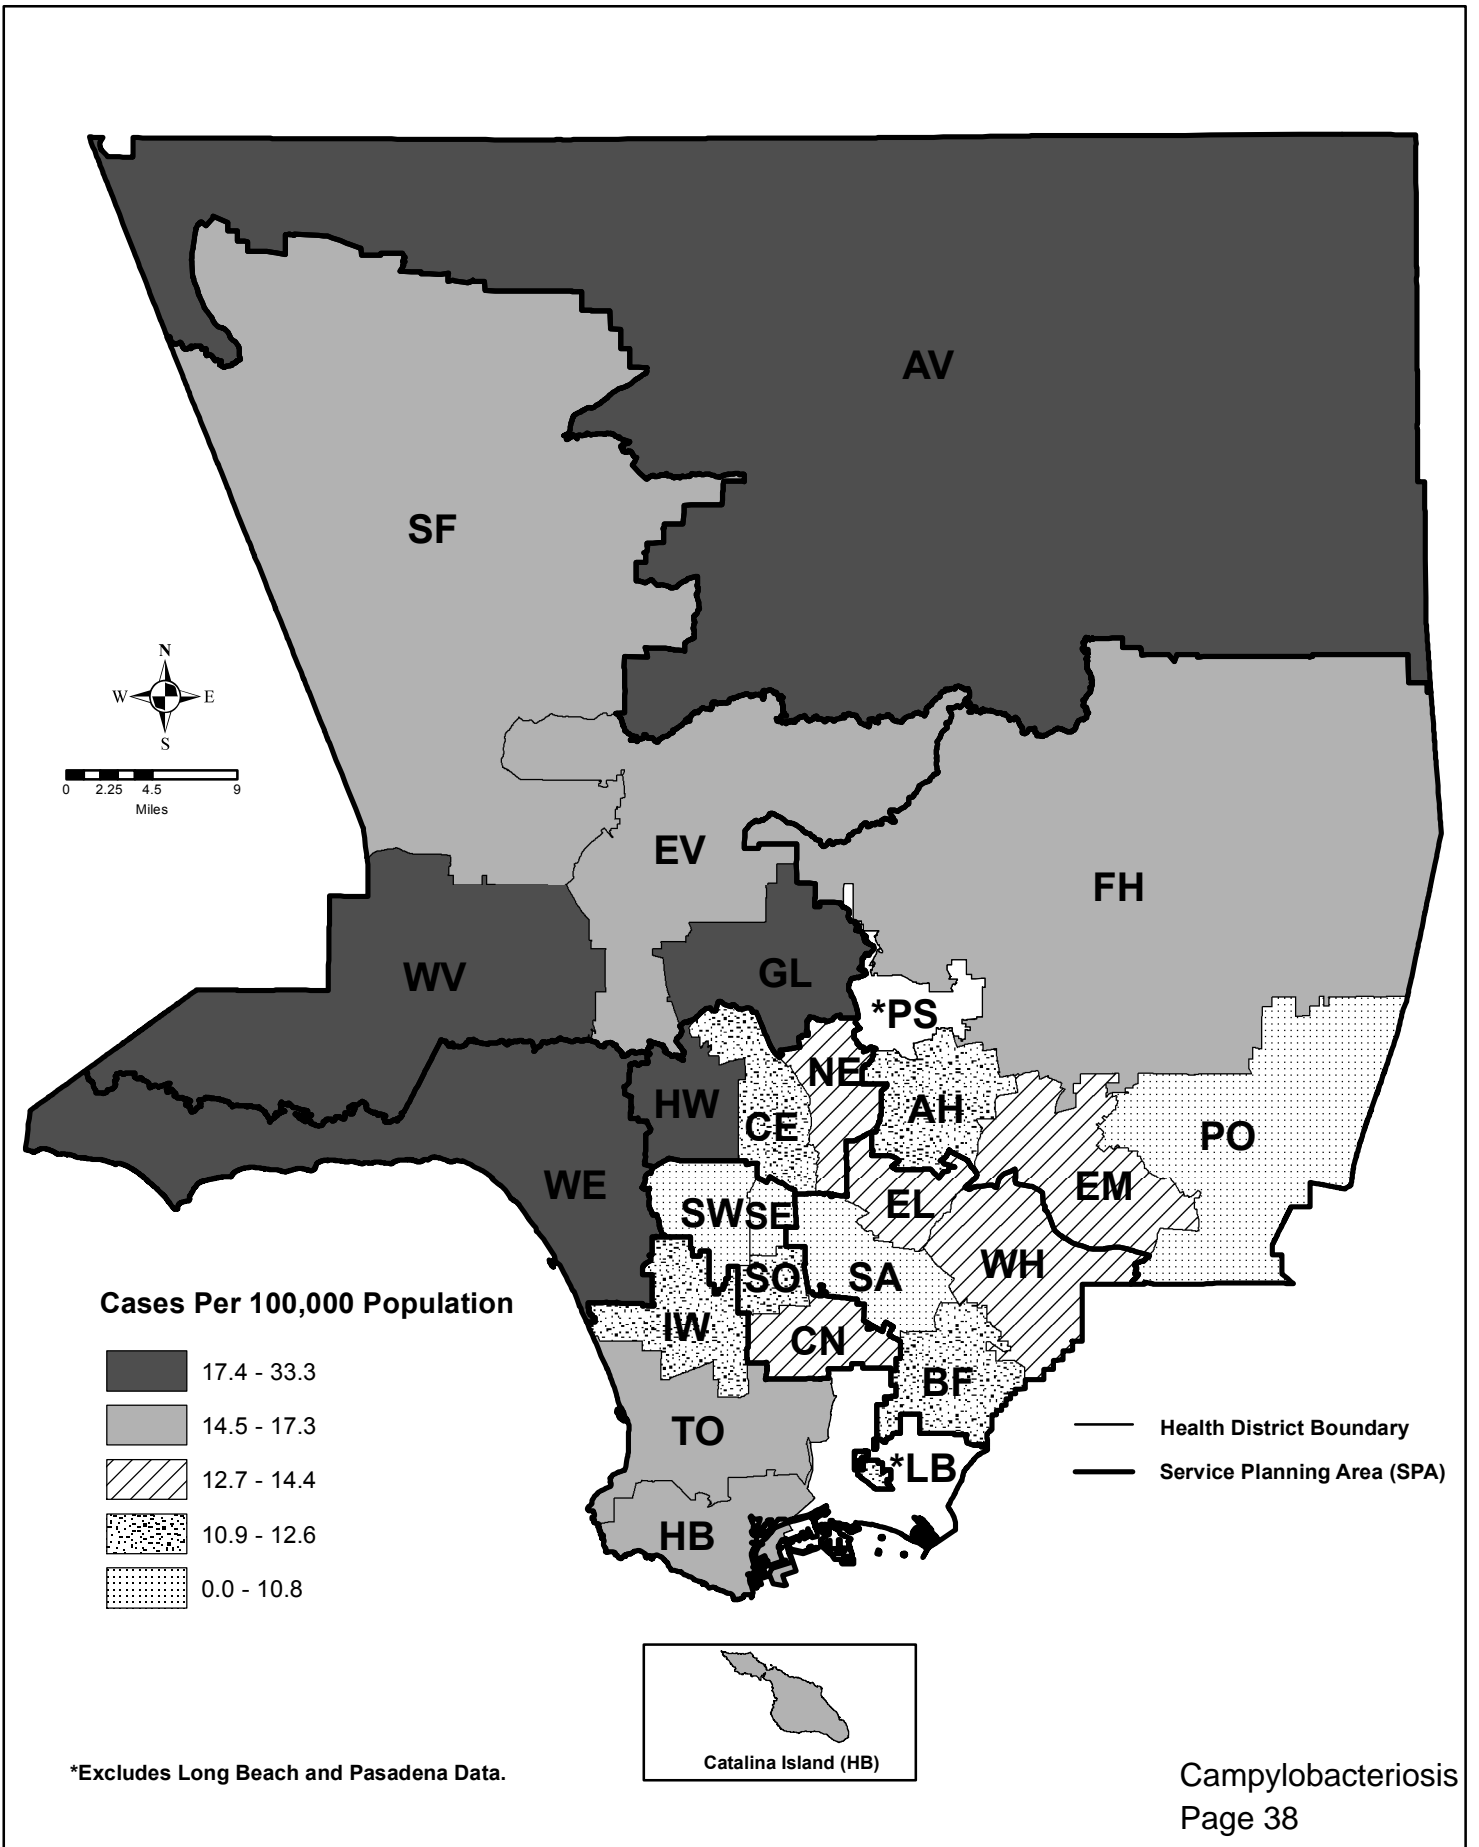 AV
SF
N
W E
S
0 2.25 4.5 9
Miles
EV
FH
WV
GL
*PS
NE
HW
AH
CE
PO
WE
EM
SW
SE
EL
WH
SO
SA
Cases Per 100,000 Population
IW
CN
17.4 - 33.3
BF
14.5 - 17.3
TO
Health District Boundary
*LB
Service Planning Area (SPA)
12.7 - 14.4
10.9 - 12.6
HB
0.0 - 10.8
Catalina Island (HB)
*Excludes Long Beach and Pasadena Data.
Campylobacteriosis
Page 38